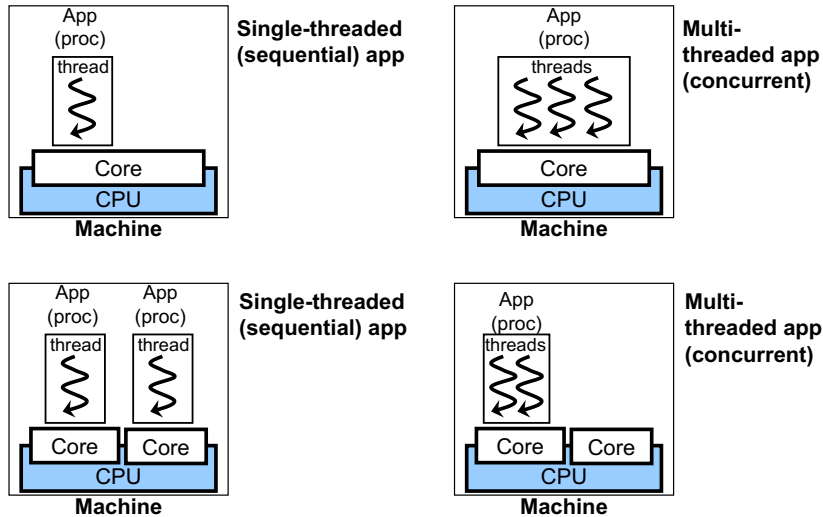 App
(proc)
thread
Core
CPU
Machine
Single-threaded
(sequential) app
App
(proc)
threads
Core
CPU
Machine
Multi-
threaded app
(concurrent)
App
(proc)
thread
App
(proc)
thread
Core
Core
CPU
Machine
Single-threaded
(sequential) app
App
(proc)
threads
Core
Core
CPU
Machine
Multi-
threaded app
(concurrent)